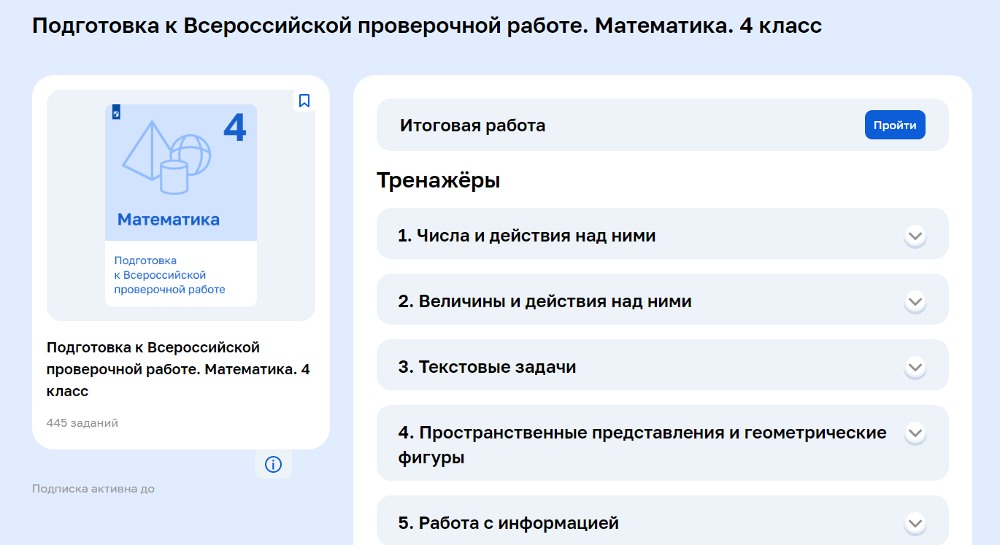 Подготовка к Всероссийской проверочной работе. Математика. 4 класс
4
Математика
Подготовка
к Всероссийской
проверочной работе
Подготовка к Всероссийской
проверочной работе. Математика. 4
класс
445 заданий
Подписка активна до
Итоговая работа
Пройти
Тренажёры
1. Числа и действия над ними
2. Величины и действия над ними
3. Текстовые задачи
4. Пространственные представления и геометрические
фигуры
5. Работа с информацией